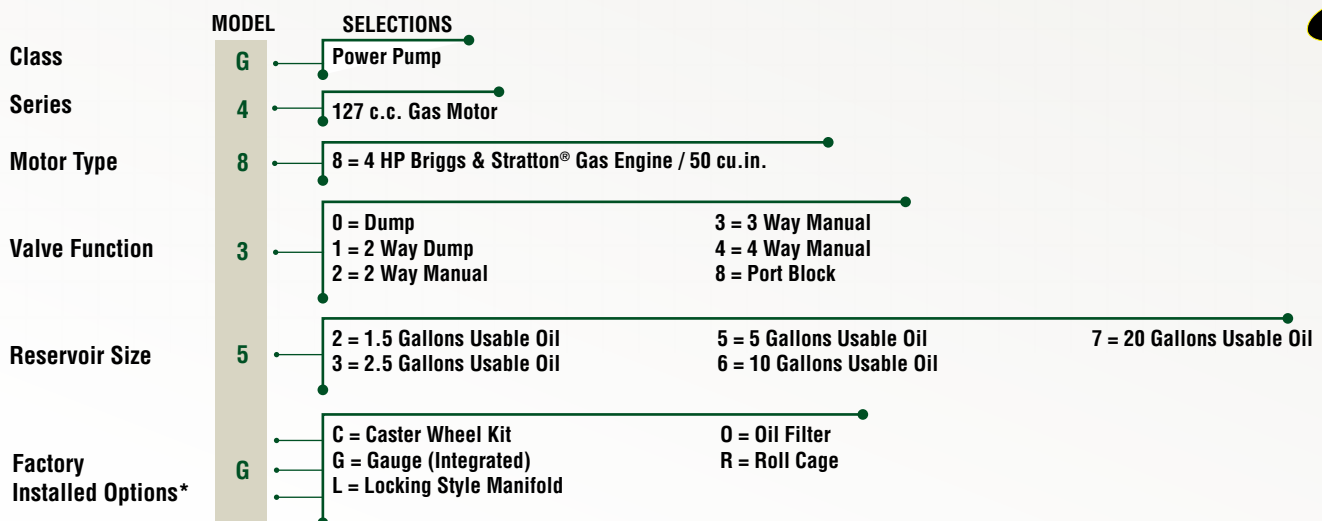 MODEL SELECTIONS
Class G Power Pump
Series 4 127 c.c. Gas Motor
Motor Type 8 8 = 4 HP Briggs & Stratton® Gas Engine / 50 cu.in.
0 = Dump 3 = 3 Way Manual
Valve Function 3 1 = 2 Way Dump 4 = 4 Way Manual
2 = 2 Way Manual 8 = Port Block
2 = 1.5 Gallons Usable Oil 5 = 5 Gallons Usable Oil 7 = 20 Gallons Usable Oil
Reservoir Size 5 3 = 2.5 Gallons Usable Oil 6 = 10 Gallons Usable Oil
C = Caster Wheel Kit O = Oil Filter
Factory G G = Gauge (Integrated) R = Roll Cage
Installed Options* L = Locking Style Manifold